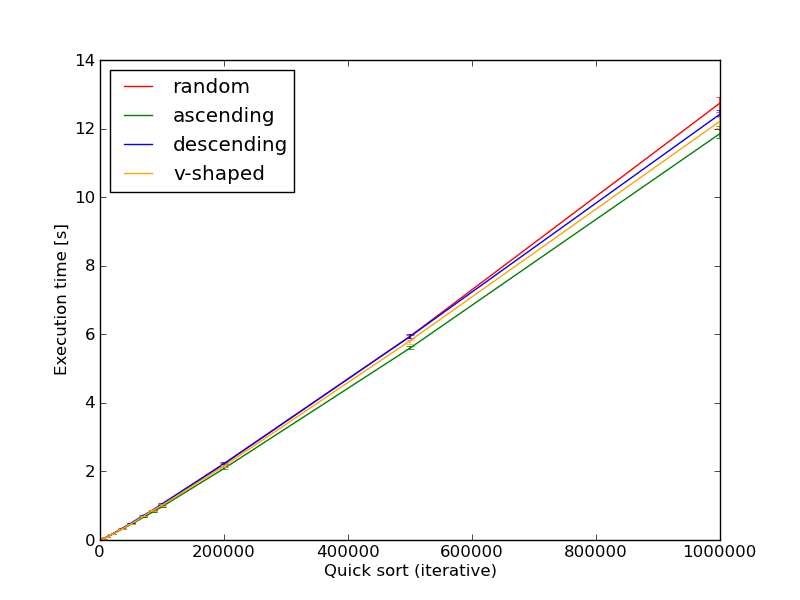 14
12
10
8
6
4
2
0
Execution time [s]
random
ascending
descending
v-shaped
0 200000 400000 600000 800000 1000000
Quick sort (iterative)